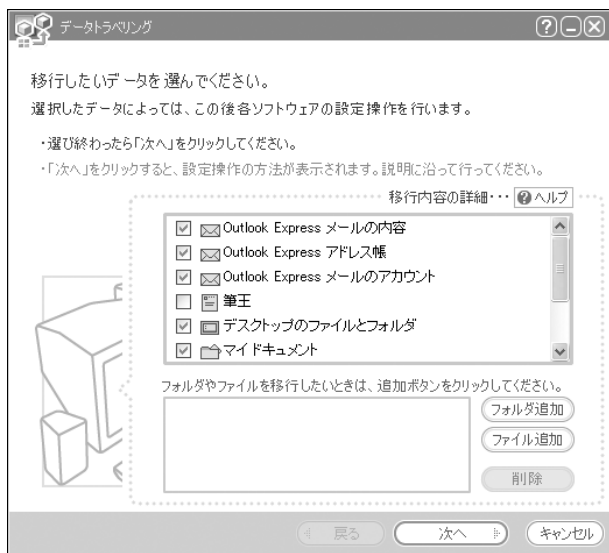 データトラベリング
移行したいデータを選んでください。
選択したデータによっては、この後各ソフトウェアの設定操作を行います。
・選び終わったら「次へ」をクリックしてください。
・「次へ」をクリックすると、設定操作の方法が表示されます。説明に沿って行ってください。
移行内容の詳細・・・ ?ヘルプ
Outlook Express メールの内容
Outlook Express アドレス帳
Outlook Express メールのアカウント
筆王
デスクトップのファイルとフォルダ
マイドキュメント
フォルダやファイルを移行したいときは、追加ボタンをクリックしてください。
フォルダ追加
ファイル追加
削除
戻る 次へ キャンセル